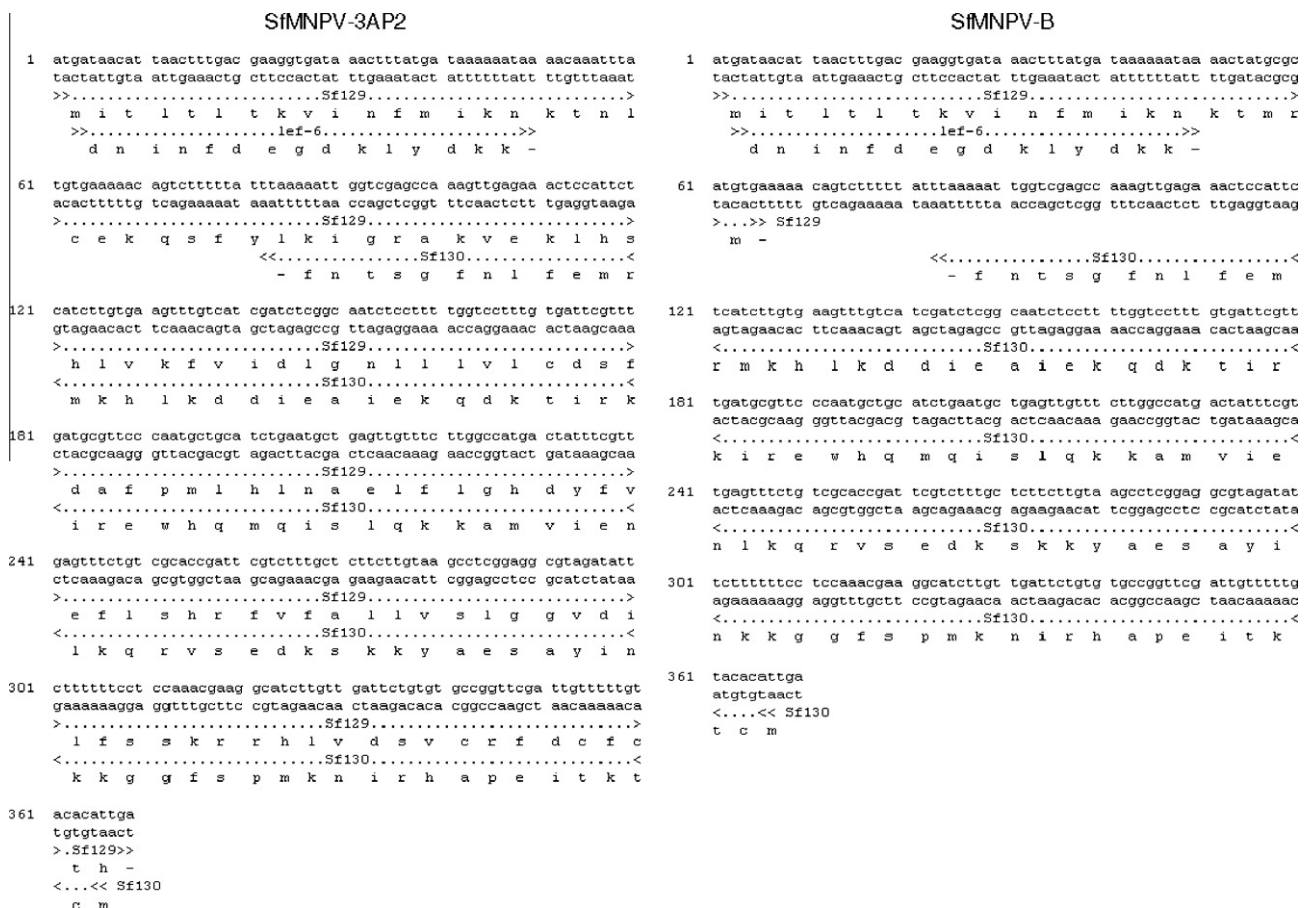 SfMNPV-3AP2
1 atgataacat taactttgac gaaggtgata aactttatga taaaaaataa aacaaattta
tactattgta attgaaactg cttccactat ttgaaatact attttttatt ttgtttaaat
>>............................Sf129............................>
m i t l t l t k v i n f m i k n k t n l
>>.....................lef-6.....................>>
d n i n f d e g d k l y d k k -
61 tgtgaaaaac agtcttttta tttaaaaatt ggtcgagcca aagttgagaa actccattct
acactttttg tcagaaaaat aaatttttaa ccagctcggt ttcaactctt tgaggtaaga
>.............................Sf129............................>
c e k q s f y l k i g r a k v e k l h s
<<................Sf130.................<
- f n t s g f n l f e m r
121 catcttgtga agtttgtcat cgatctcggc aatctccttt tggtcctttg tgattcgttt
gtagaacact tcaaacagta gctagagccg ttagaggaaa accaggaaac actaagcaaa
>.............................Sf129............................>
h l v k f v i d l g n l l l v l c d s f
<.............................Sf130............................<
m k h l k d d i e a i e k q d k t i r k
181 gatgcgttcc caatgctgca tctgaatgct gagttgtttc ttggccatga ctatttcgtt
ctacgcaagg gttacgacgt agacttacga ctcaacaaag aaccggtact gataaagcaa
>.............................Sf129............................>
d a f p m l h l n a e l f l g h d y f v
<.............................Sf130............................<
i r e w h q m q i s l q k k a m v i e n
241 gagtttctgt cgcaccgatt cgtctttgct cttcttgtaa gcctcggagg cgtagatatt
ctcaaagaca gcgtggctaa gcagaaacga gaagaacatt cggagcctcc gcatctataa
>.............................Sf129............................>
e f l s h r f v f a l l v s l g g v d i
<.............................Sf130............................<
l k q r v s e d k s k k y a e s a y i n
301 cttttttcct ccaaacgaag gcatcttgtt gattctgtgt gccggttcga ttgtttttgt
gaaaaaagga ggtttgcttc cgtagaacaa ctaagacaca cggccaagct aacaaaaaca
>.............................Sf129............................>
l f s s k r r h l v d s v c r f d c f c
<.............................Sf130............................<
k k g g f s p m k n i r h a p e i t k t
361 acacattga
tgtgtaact
>.Sf129>>
t h -
<...<< Sf130
c m
SfMNPV-B
1 atgataacat taactttgac gaaggtgata aactttatga taaaaaataa aactatgcgc
tactattgta attgaaactg cttccactat ttgaaatact attttttatt ttgatacgcg
>>............................Sf129............................>
m i t l t l t k v i n f m i k n k t m r
>>.....................lef-6.....................>>
d n i n f d e g d k l y d k k -
61 atgtgaaaaa cagtcttttt atttaaaaat tggtcgagcc aaagttgaga aactccattc
tacacttttt gtcagaaaaa taaattttta accagctcgg tttcaactct ttgaggtaag
>...>> Sf129
m -
<<................Sf130.................<
- f n t s g f n l f e m
121 tcatcttgtg aagtttgtca tcgatctcgg caatctcctt ttggtccttt gtgattcgtt
agtagaacac ttcaaacagt agctagagcc gttagaggaa aaccaggaaa cactaagcaa
<.............................Sf130............................<
r m k h l k d d i e a i e k q d k t i r
181 tgatgcgttc ccaatgctgc atctgaatgc tgagttgttt cttggccatg actatttcgt
actacgcaag ggttacgacg tagacttacg actcaacaaa gaaccggtac tgataaagca
<.............................Sf130............................<
k i r e w h q m q i s l q k k a m v i e
241 tgagtttctg tcgcaccgat tcgtctttgc tcttcttgta agcctcggag gcgtagatat
actcaaagac agcgtggcta agcagaaacg agaagaacat tcggagcctc cgcatctata
<.............................Sf130............................<
n l k q r v s e d k s k k y a e s a y i
301 tcttttttcc tccaaacgaa ggcatcttgt tgattctgtg tgccggttcg attgtttttg
agaaaaaagg aggtttgctt ccgtagaaca actaagacac acggccaagc taacaaaaac
<.............................Sf130............................<
n k k g g f s p m k n i r h a p e i t k
361 tacacattga
atgtgtaact
<....<< Sf130
t c m